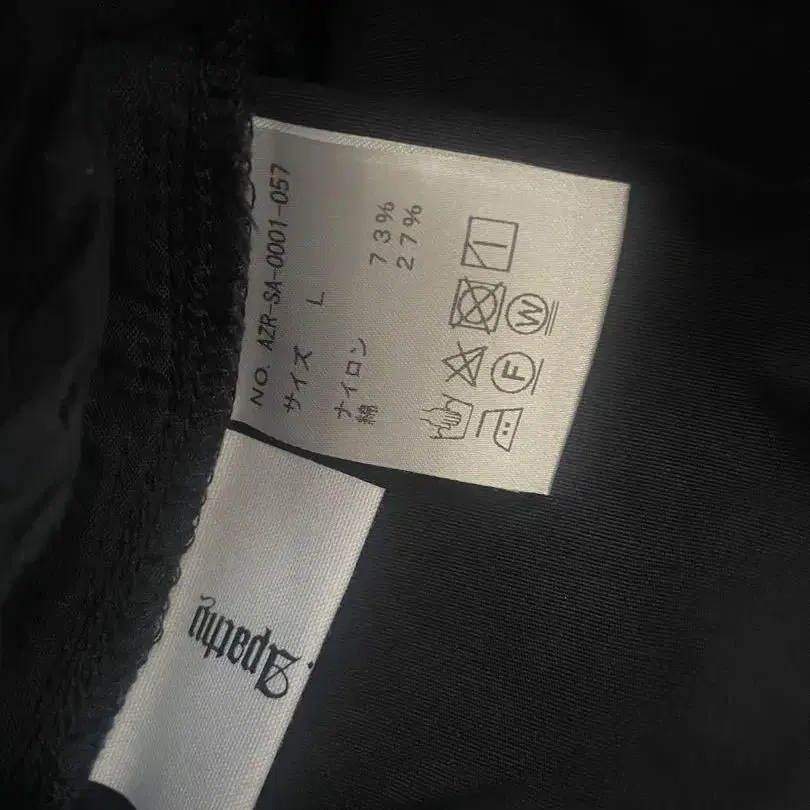 NO. AZR-SA-0001-057
サイズ L
ナイロン 73%
綿 27%
F W
Apathy